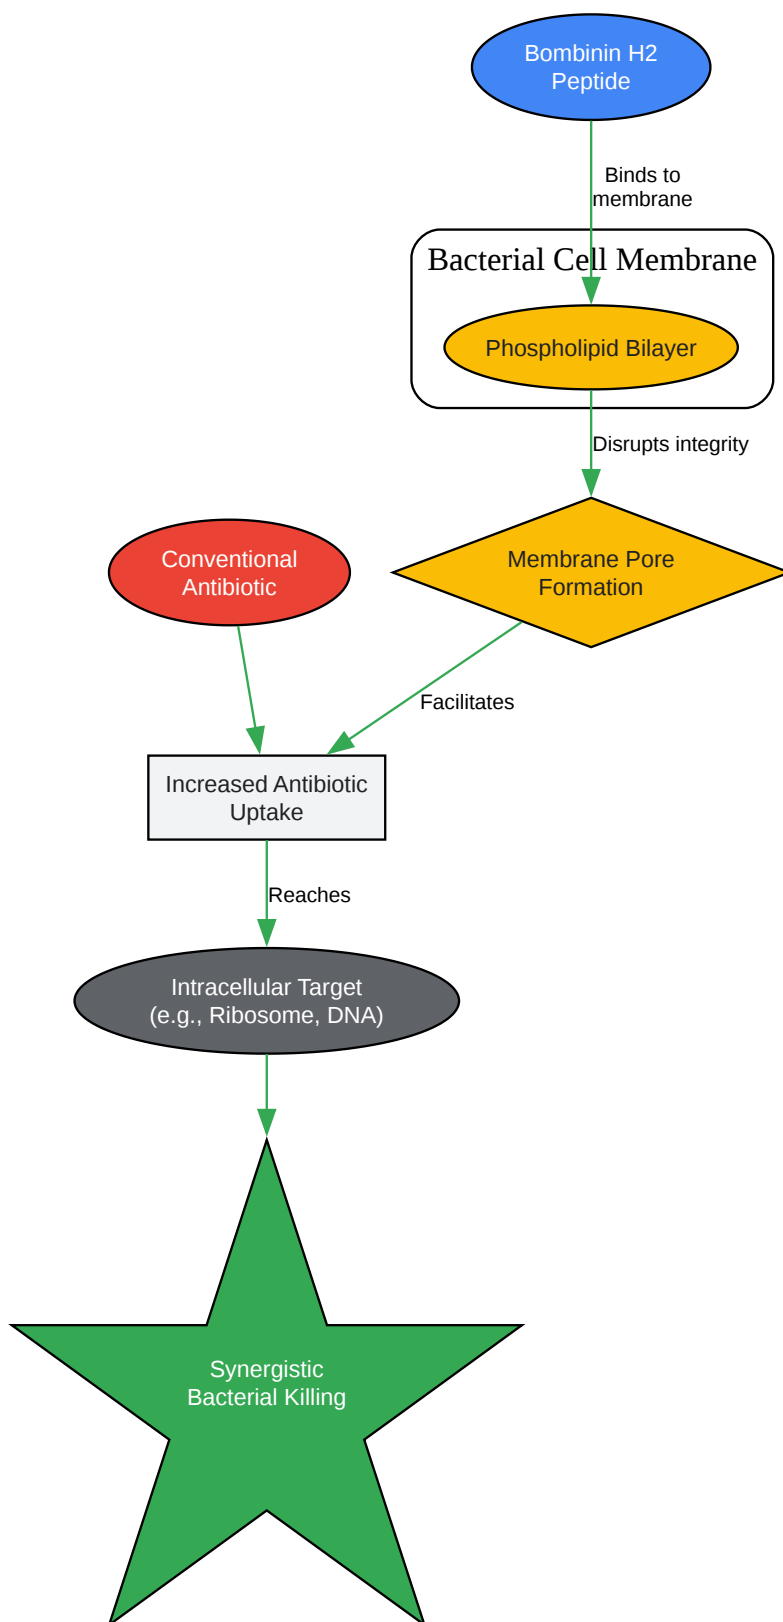 Bombinin H2
Peptide
Binds to
membrane
Bacterial Cell Membrane
Phospholipid Bilayer
Disrupts integrity
Conventional
Antibiotic
Membrane Pore
Formation
Facilitates
Increased Antibiotic
Uptake
Reaches
Intracellular Target
(e.g., Ribosome, DNA)
Synergistic
Bacterial Killing